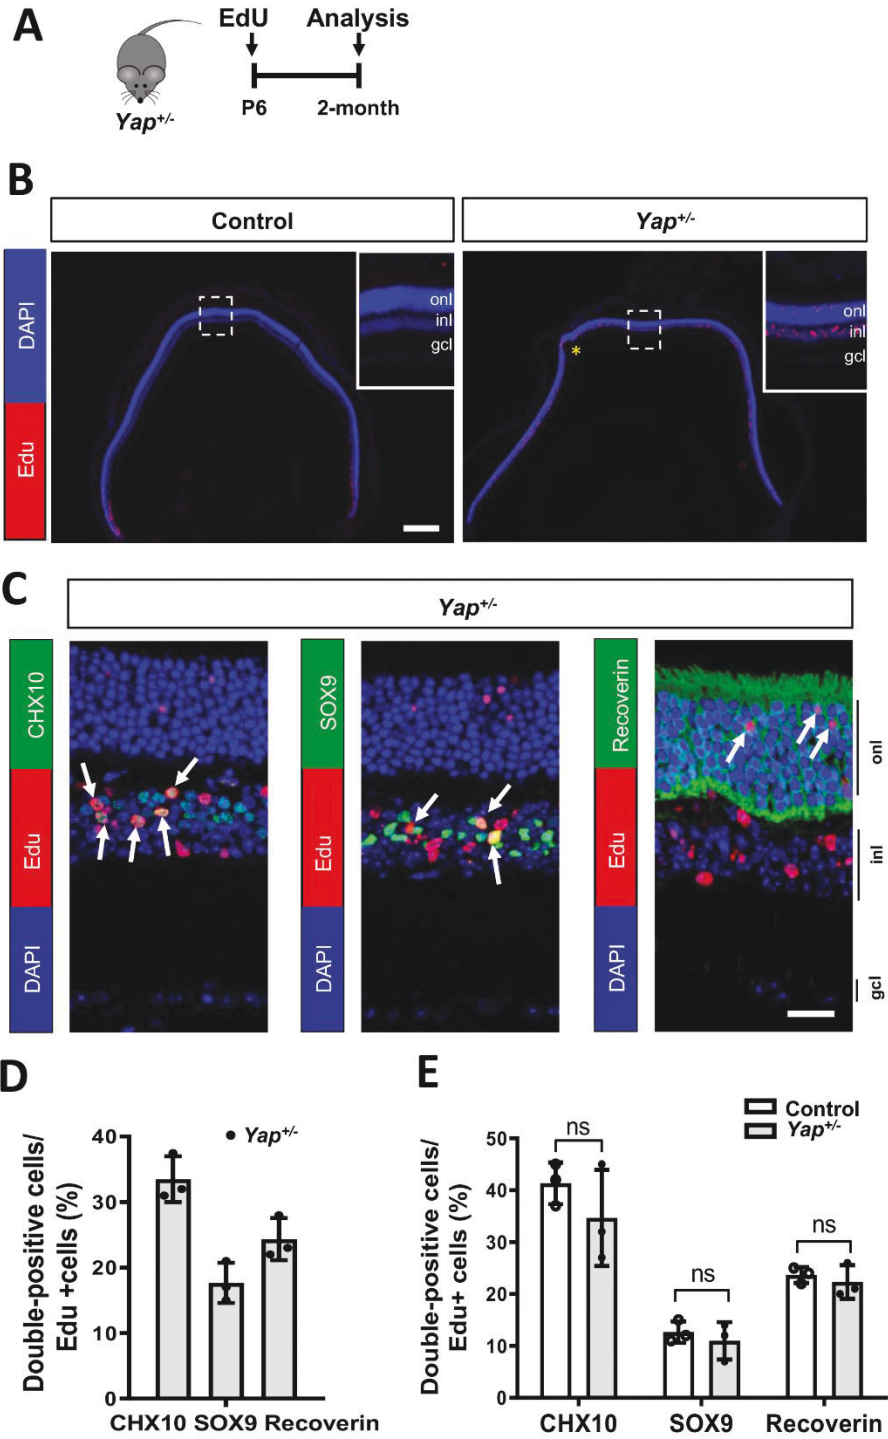 A
EdU
Analysis
P6
2-month
Yap+/-
B
Control
Yap+/-
DAPI
Edu
onl
inl
gcl
onl
inl
gcl
*
C
Yap+/-
CHX10
Edu
DAPI
SOX9
Edu
DAPI
Recoverin
Edu
DAPI
onl
inl
gcl
D
Double-positive cells/
Edu +cells (%)
40
30
20
10
0
Yap+/-
CHX10 SOX9 Recoverin
E
Double-positive cells/
Edu+ cells (%)
50
40
30
20
10
0
Control
Yap+/-
ns
ns
ns
CHX10
SOX9
Recoverin